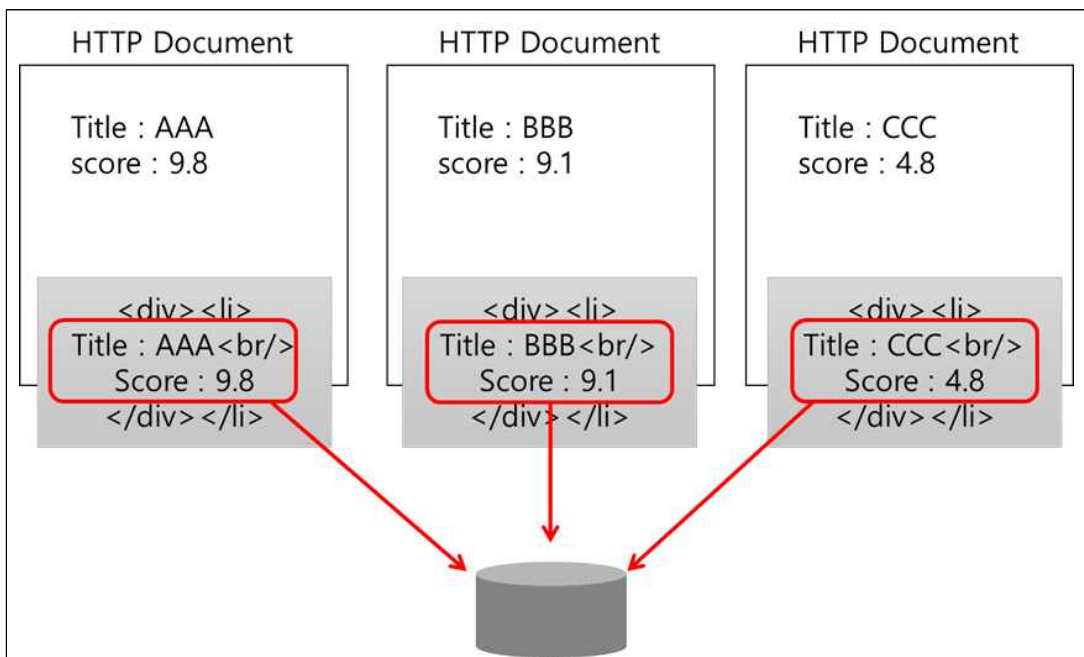 HTTP Document
Title : AAA
score : 9.8
<div><li>
Title : AAA<br/>
Score : 9.8
</div></li>
HTTP Document
Title : BBB
score : 9.1
<div><li>
Title : BBB<br/>
Score : 9.1
</div></li>
HTTP Document
Title : CCC
score : 4.8
<div><li>
Title : CCC<br/>
Score : 4.8
</div></li>